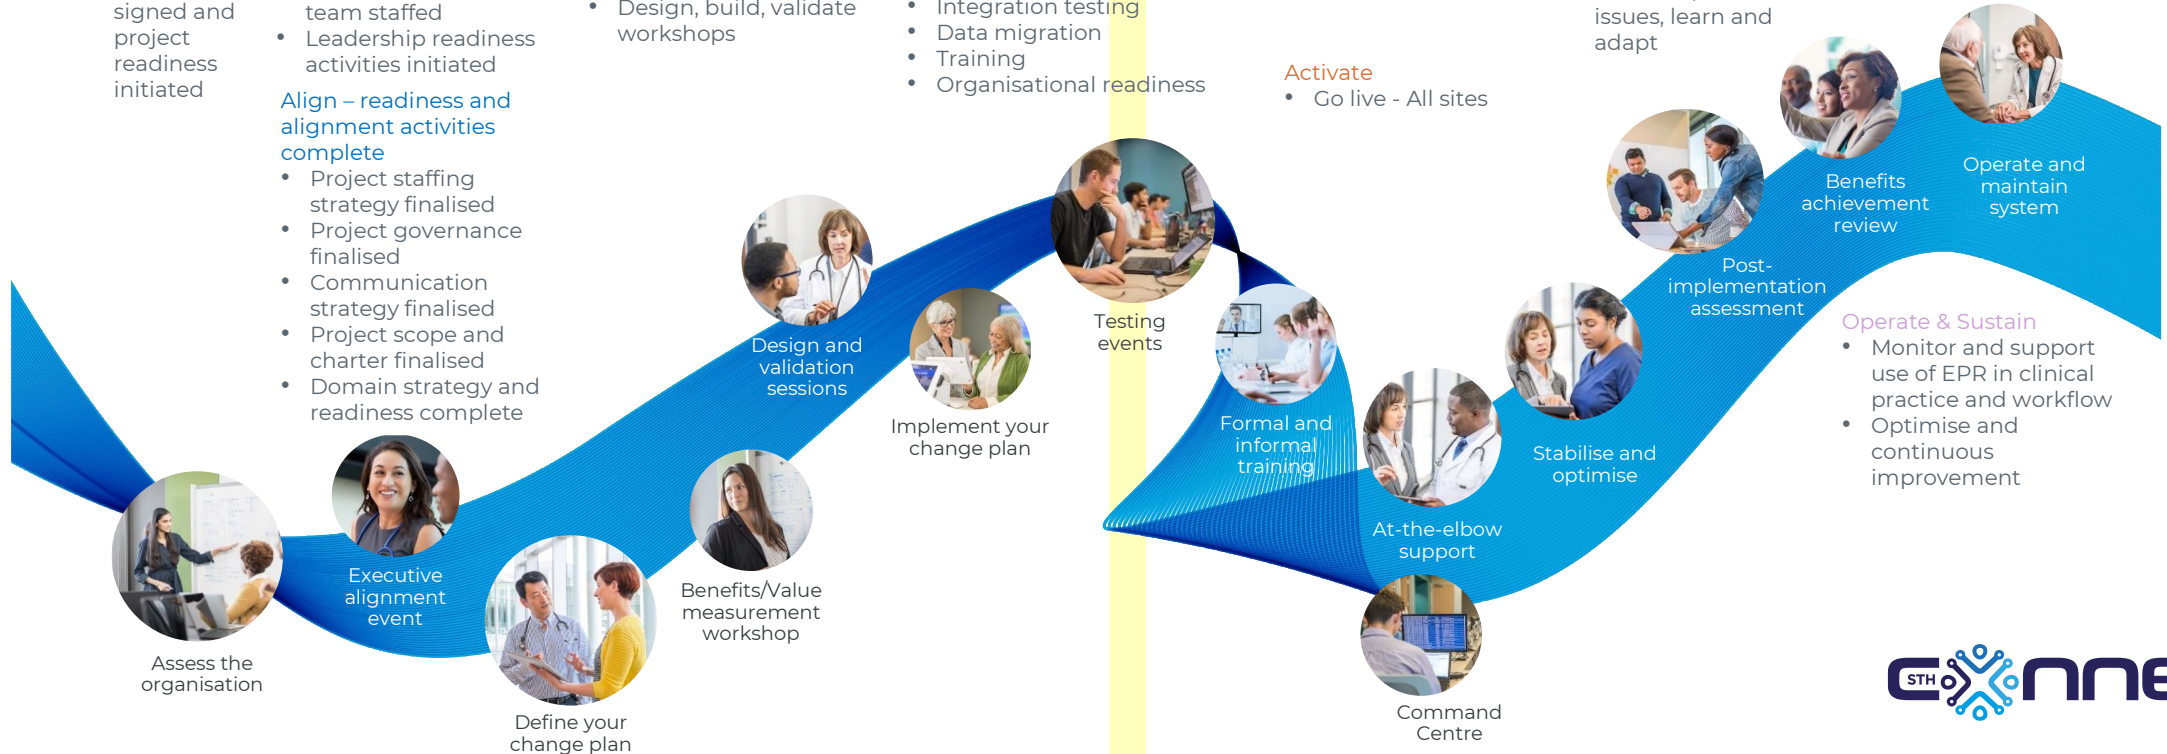 signed and
project
readiness
initiated
team staffed
• Leadership readiness
activities initiated
Align – readiness and
alignment activities
complete
• Project staffing
strategy finalised
• Project governance
finalised
• Communication
strategy finalised
• Project scope and
charter finalised
• Domain strategy and
readiness complete
• Design, build, validate
workshops
• Integration testing
• Data migration
• Training
• Organisational readiness
Activate
• Go live - All sites
issues, learn and
adapt
Operate & Sustain
• Monitor and support
use of EPR in clinical
practice and workflow
• Optimise and
continuous
improvement
Assess the
organisation
Executive
alignment
event
Define your
change plan
Benefits/Value
measurement
workshop
Design and
validation
sessions
Implement your
change plan
Testing
events
Formal and
informal
training
At-the-elbow
support
Command
Centre
Stabilise and
optimise
Post-
implementation
assessment
Benefits
achievement
review
Operate and
maintain
system
STH